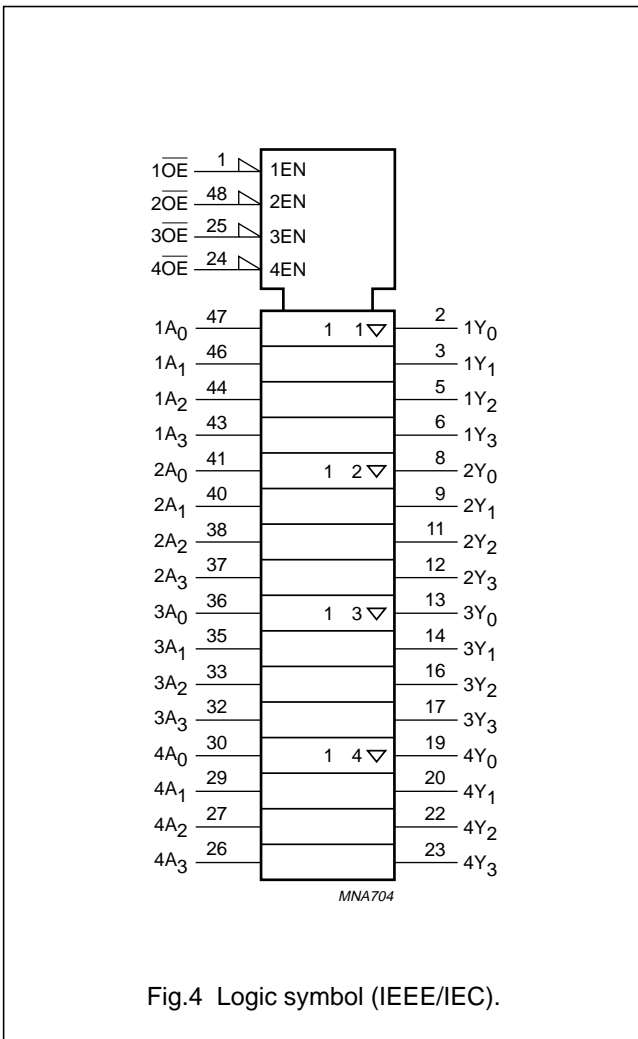 1O̅E̅ 1 1EN
2O̅E̅ 48 2EN
3O̅E̅ 25 3EN
4O̅E̅ 24 4EN
1A₀ 47 1 1 ▽ 2 1Y₀
1A₁ 46 3 1Y₁
1A₂ 44 5 1Y₂
1A₃ 43 6 1Y₃
2A₀ 41 1 2 ▽ 8 2Y₀
2A₁ 40 9 2Y₁
2A₂ 38 11 2Y₂
2A₃ 37 12 2Y₃
3A₀ 36 1 3 ▽ 13 3Y₀
3A₁ 35 14 3Y₁
3A₂ 33 16 3Y₂
3A₃ 32 17 3Y₃
4A₀ 30 1 4 ▽ 19 4Y₀
4A₁ 29 20 4Y₁
4A₂ 27 22 4Y₂
4A₃ 26 23 4Y₃
MNA704
Fig.4 Logic symbol (IEEE/IEC).